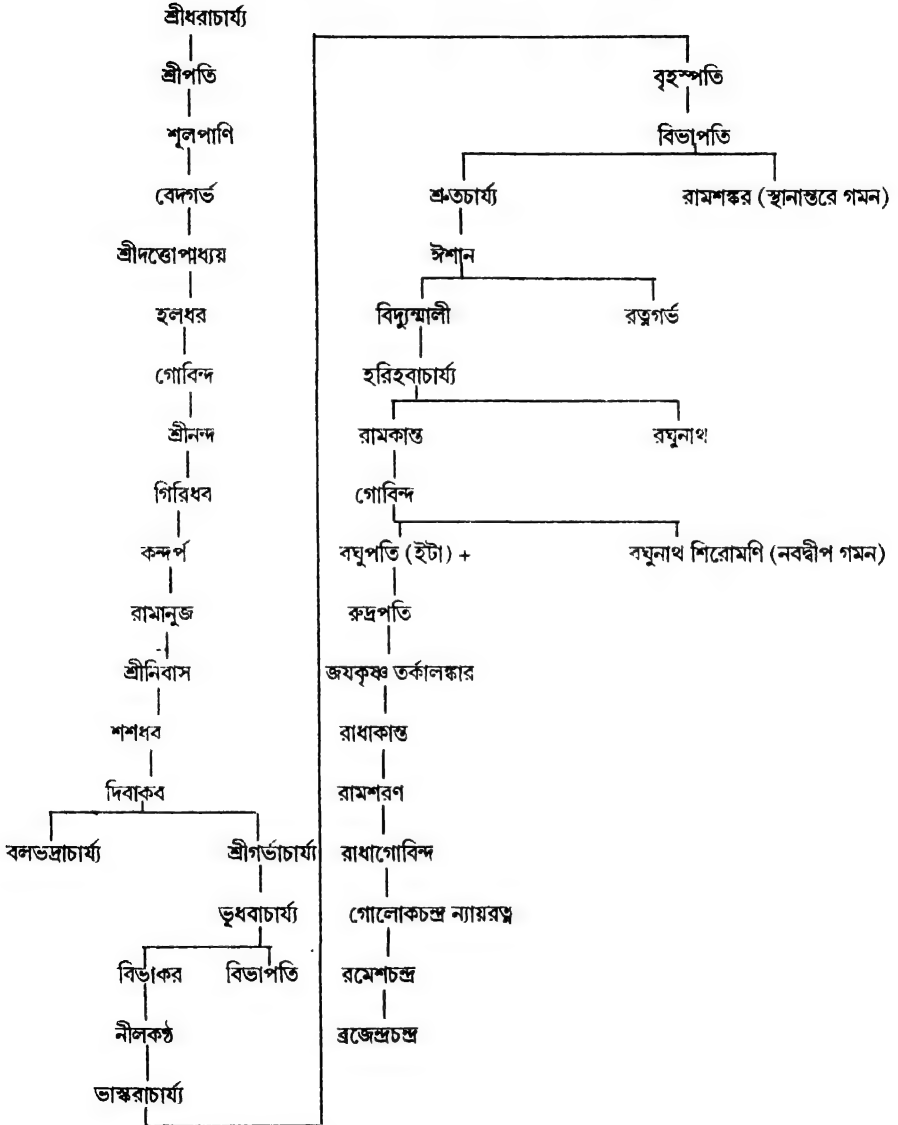 শ্রীধরাচার্য্য
শ্রীপতি
শূলপাণি
বেদগর্ভ
শ্রীদত্তোপাধ্যয়
হলধর
গোবিন্দ
শ্রীনন্দ
গিরিধব
কন্দর্প
রামানুজ
শ্রীনিবাস
শশধব
দিবাকব
বলভদ্রাচার্য্য শ্রীগর্ভাচার্য্য
ভূধবাচার্য্য
বিভাকর বিভাপতি
নীলকণ্ঠ
ভাস্করাচার্য্য
বৃহস্পতি
বিভাপতি
শ্রুতচার্য্য রামশঙ্কর (স্থানান্তরে গমন)
ঈশান
বিদ্যুন্মালী রত্নগর্ভ
হরিহবাচার্য্য
রামকান্ত রঘুনাথ
গোবিন্দ
বঘুপতি (ইটা) + বঘুনাথ শিরোমণি (নবদ্বীপ গমন)
রুদ্রপতি
জযকৃষ্ণ তর্কালঙ্কার
রাধাকান্ত
রামশরণ
রাধাগোবিন্দ
গোলোকচন্দ্র ন্যায়রত্ন
রমেশচন্দ্র
ব্রজেন্দ্রচন্দ্র